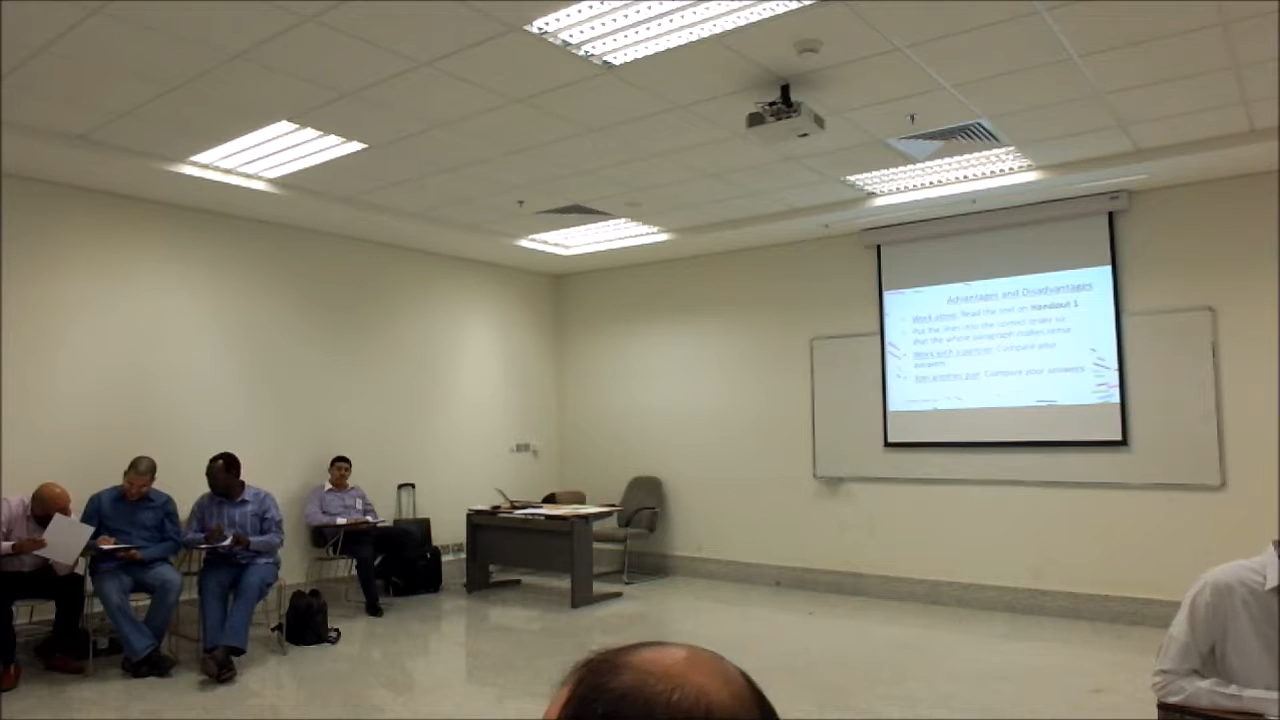 Advantages and Disadvantages
Work alone: Read the text on Handout 1
Put the lines into the correct order so
that the whole paragraph makes sense
Work with a partner: Compare your
answers
Join another pair: Compare your answers